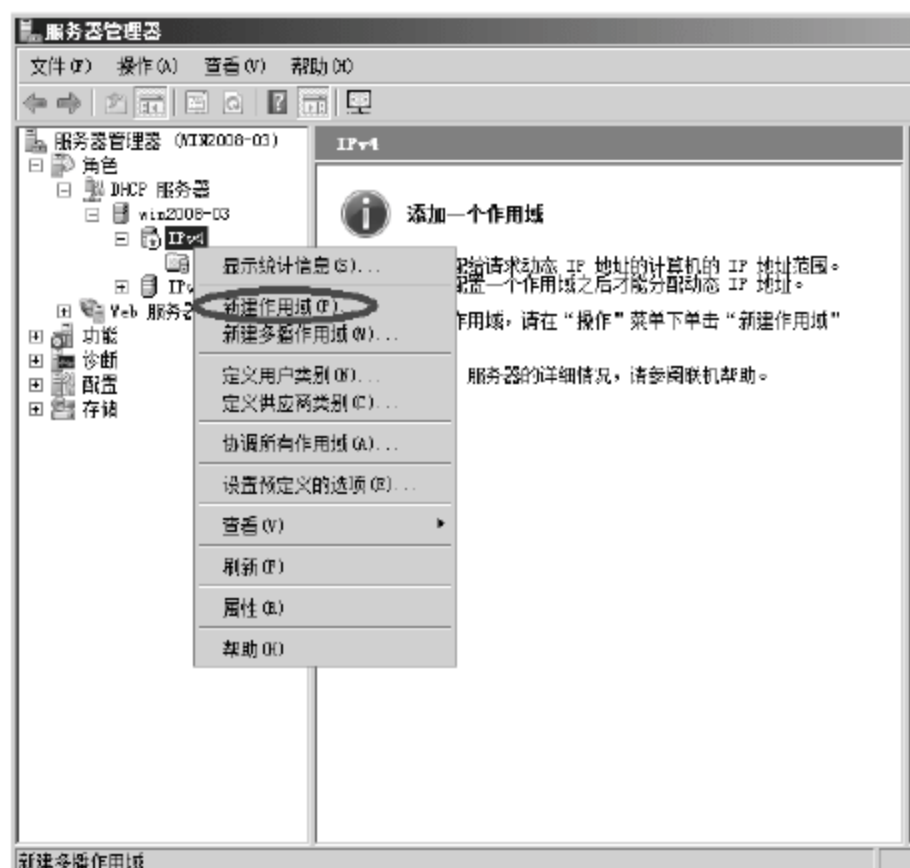 服务器管理器
文件(F) 操作(A) 查看(V) 帮助(H)
服务器管理器 (WIN2008-03)
角色
DHCP 服务器
win2008-03
IPv4
IPv
Web 服务器
功能
诊断
配置
存储
IPv4
添加一个作用域
配给请求动态 IP 地址的计算机的 IP 地址范围。
配置一个作用域之后才能分配动态 IP 地址。
作用域，请在“操作”菜单下单击“新建作用域”
服务器的详细情况，请参阅联机帮助。
显示统计信息(S)...
新建作用域(P)...
新建多播作用域(W)...
定义用户类别(N)...
定义供应商类别(C)...
协调所有作用域(A)...
设置预定义的选项(E)...
查看(V)
刷新(F)
属性(R)
帮助(H)
新建多播作用域